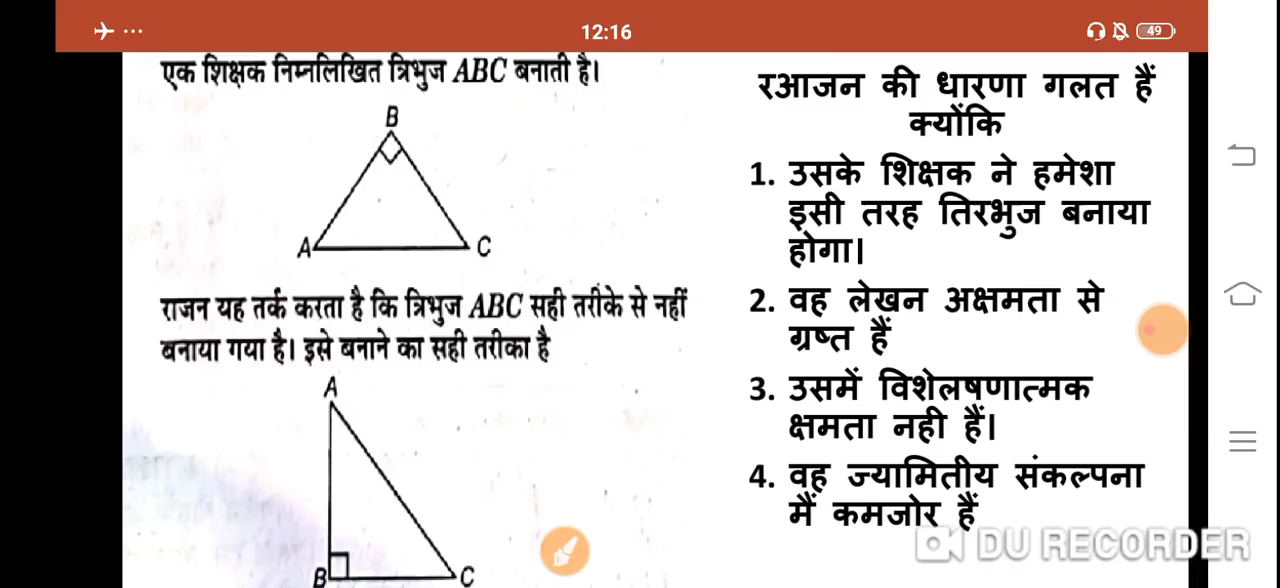 12:16
49
एक शिक्षक निम्नलिखित त्रिभुज ABC बनाती है।
B
A
C
राजन यह तर्क करता है कि त्रिभुज ABC सही तरीके से नहीं
बनाया गया है। इसे बनाने का सही तरीका है
A
B
C
रआजन की धारणा गलत हैं
क्योंकि
1. उसके शिक्षक ने हमेशा
इसी तरह तिरभुज बनाया
होगा।
2. वह लेखन अक्षमता से
ग्रष्त हैं
3. उसमें विशेलषणात्मक
क्षमता नही हैं।
4. वह ज्यामितीय संकल्पना
मैं कमजोर हैं
DU RECORDER